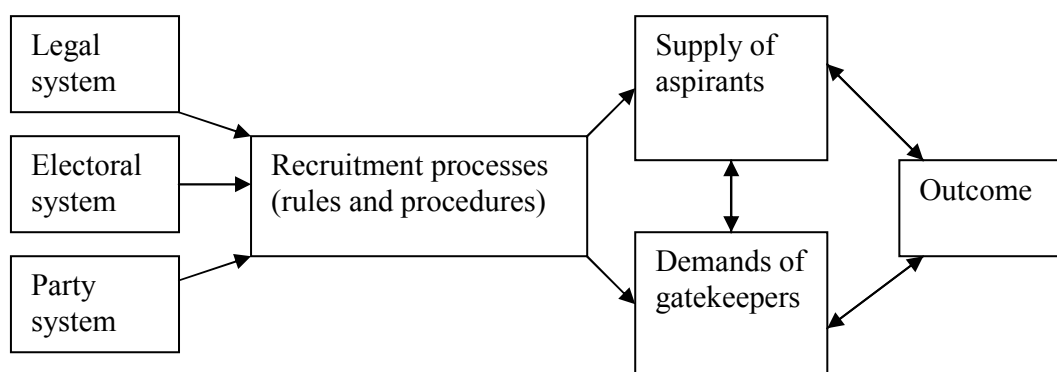 Legal
system
Electoral
system
Party
system
Recruitment processes
(rules and procedures)
Supply of
aspirants
Demands of
gatekeepers
Outcome